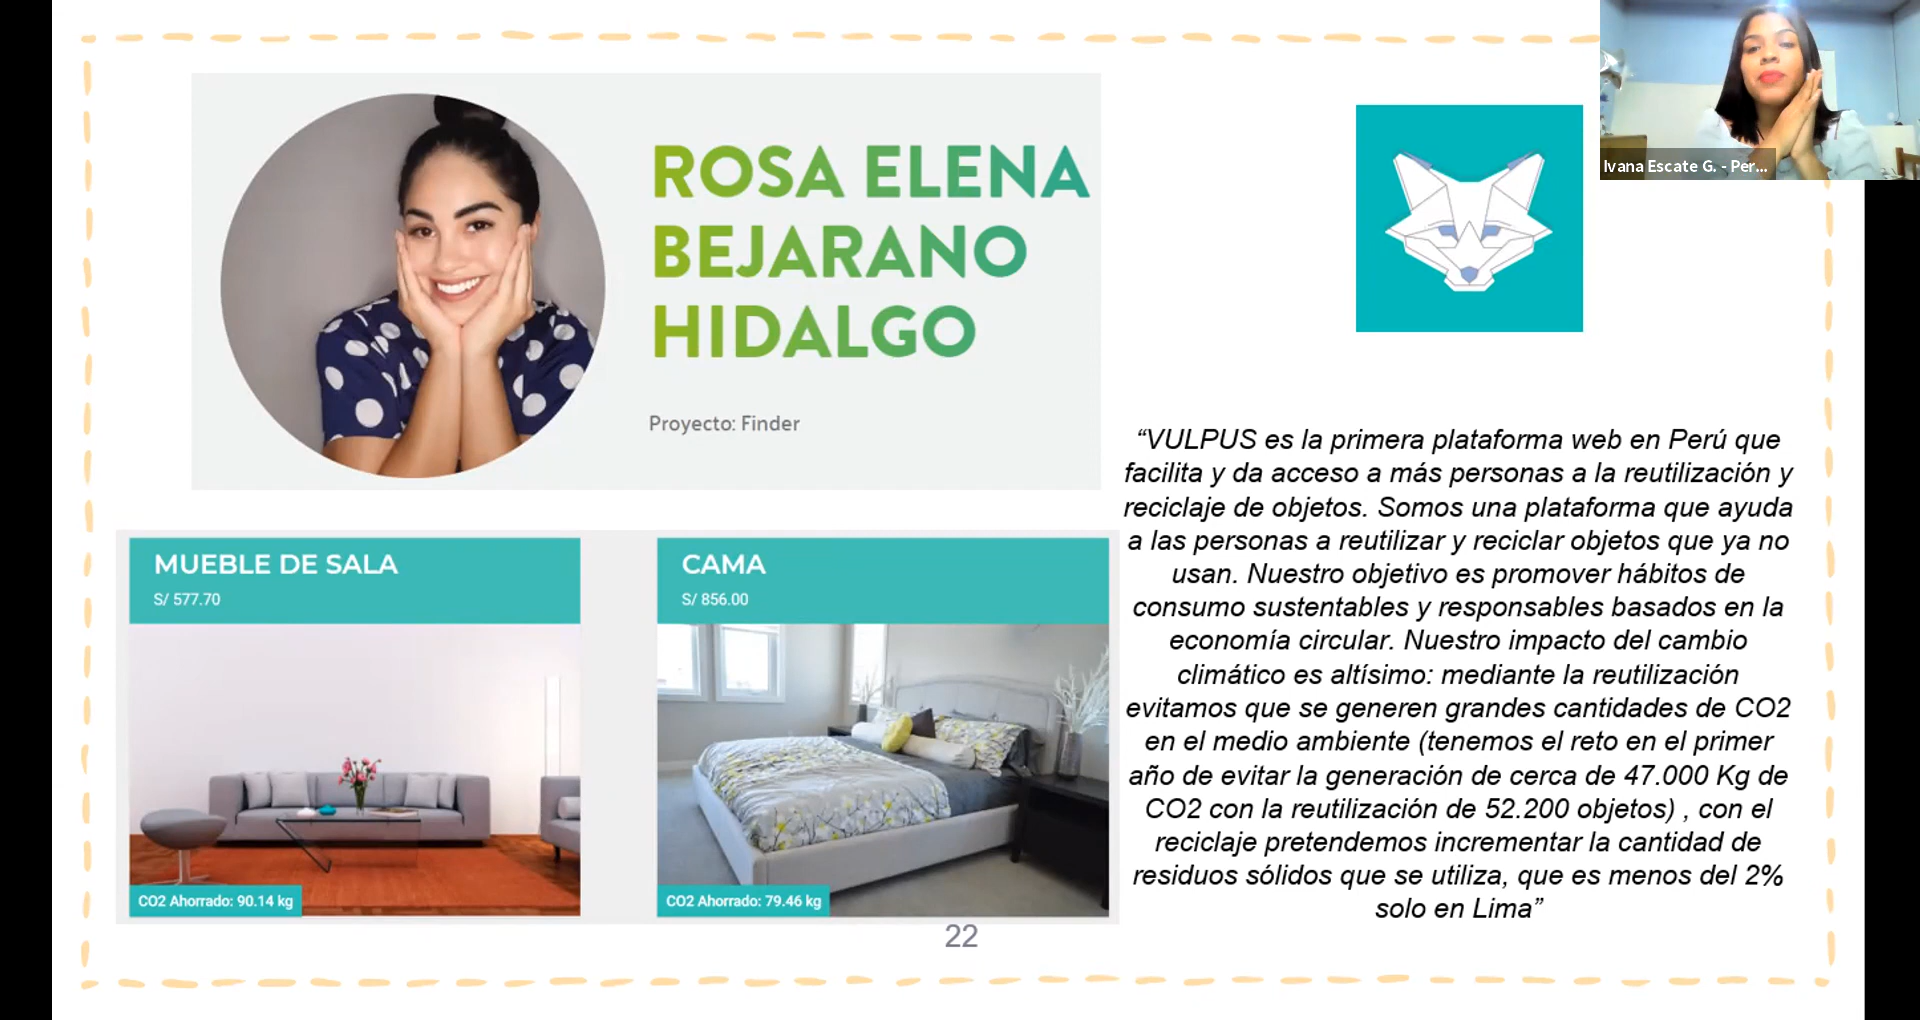 ROSA ELENA
BEJARANO
HIDALGO
Proyecto: Finder
Ivana Escate G. - Per...
“VULPUS es la primera plataforma web en Perú que
facilita y da acceso a más personas a la reutilización y
reciclaje de objetos. Somos una plataforma que ayuda
a las personas a reutilizar y reciclar objetos que ya no
usan. Nuestro objetivo es promover hábitos de
consumo sustentables y responsables basados en la
economía circular. Nuestro impacto del cambio
climático es altísimo: mediante la reutilización
evitamos que se generen grandes cantidades de CO2
en el medio ambiente (tenemos el reto en el primer
año de evitar la generación de cerca de 47.000 Kg de
CO2 con la reutilización de 52.200 objetos) , con el
reciclaje pretendemos incrementar la cantidad de
residuos sólidos que se utiliza, que es menos del 2%
solo en Lima”
MUEBLE DE SALA
S/ 577.70
CO2 Ahorrado: 90.14 kg
CAMA
S/ 856.00
CO2 Ahorrado: 79.46 kg
22